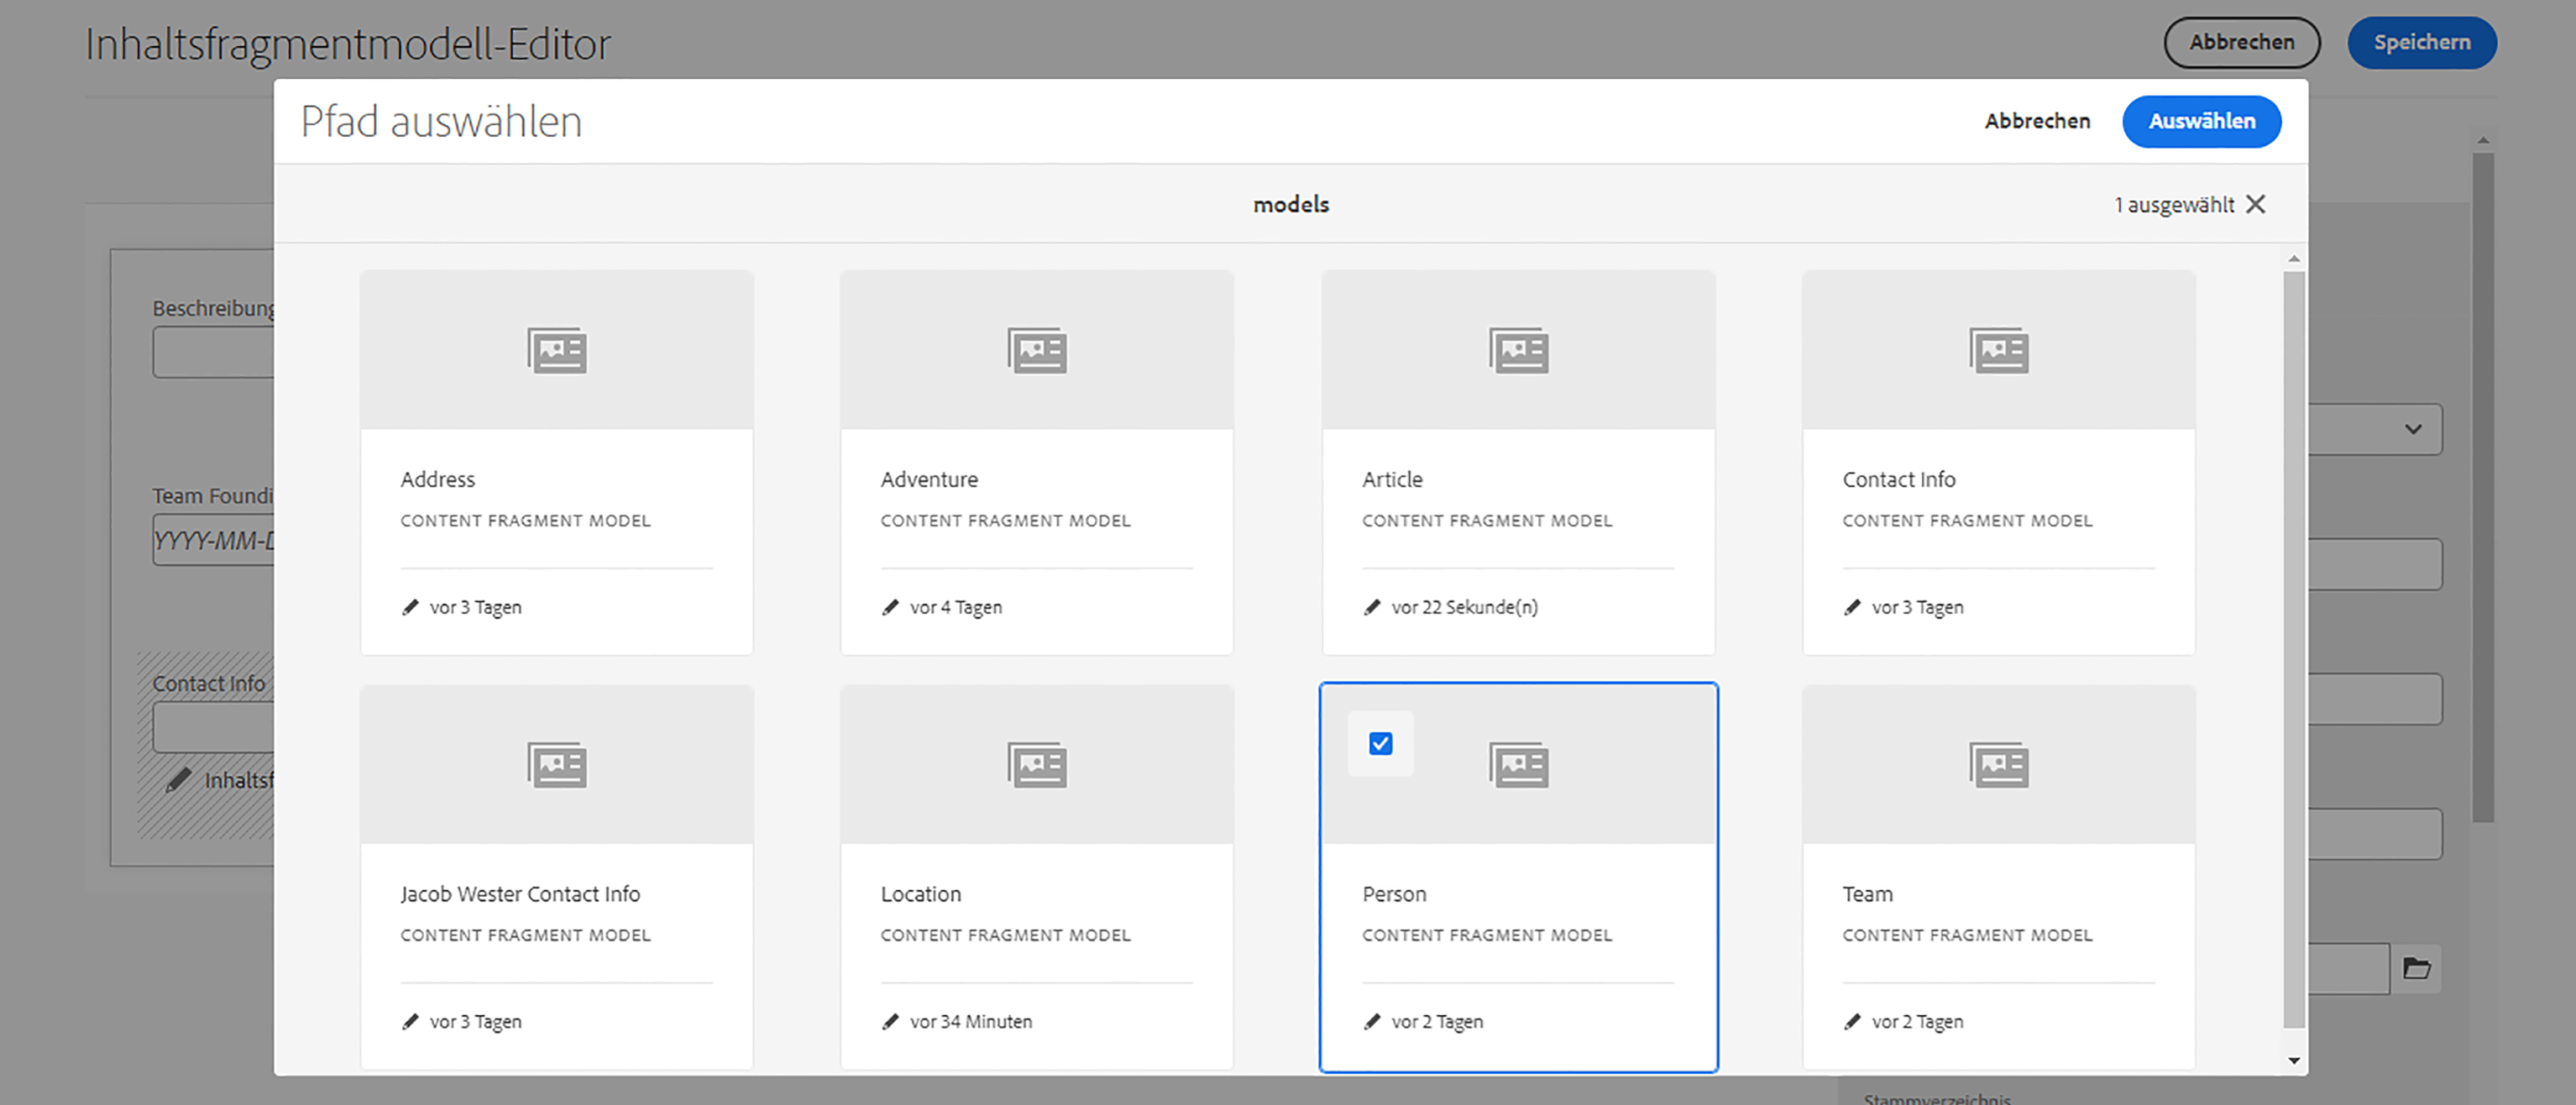 Inhaltsfragmentmodell-Editor
Abbrechen
Speichern
Pfad auswählen
Abbrechen
Auswählen
models
1 ausgewählt
Beschreibung
Team Foundi
YYYY-MM-D
Contact Info
Inhaltsf
Address
CONTENT FRAGMENT MODEL
vor 3 Tagen
Adventure
CONTENT FRAGMENT MODEL
vor 4 Tagen
Article
CONTENT FRAGMENT MODEL
vor 22 Sekunde(n)
Contact Info
CONTENT FRAGMENT MODEL
vor 3 Tagen
Jacob Wester Contact Info
CONTENT FRAGMENT MODEL
vor 3 Tagen
Location
CONTENT FRAGMENT MODEL
vor 34 Minuten
Person
CONTENT FRAGMENT MODEL
vor 2 Tagen
Team
CONTENT FRAGMENT MODEL
vor 2 Tagen
Stammverzeichnis